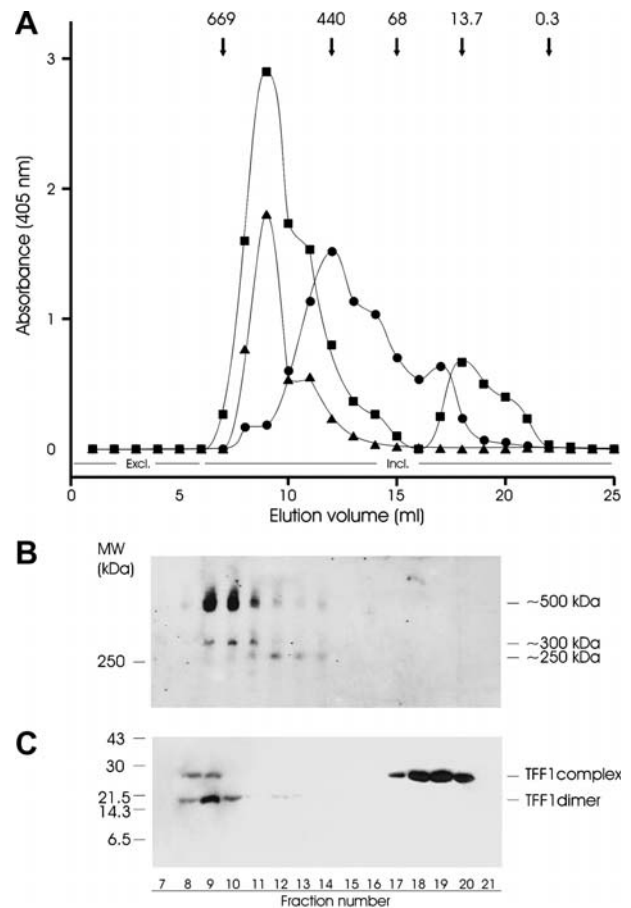 A
669 440 68 13.7 0.3
3
2
1
0
Absorbance (405 nm)
Excl. Incl.
0 5 10 15 20 25
Elution volume (ml)
B
MW
(kDa)
~500 kDa
~300 kDa
250
~250 kDa
C
43
30
TFF1complex
21.5
TFF1dimer
14.3
6.5
7 8 9 10 11 12 13 14 15 16 17 18 19 20 21
Fraction number